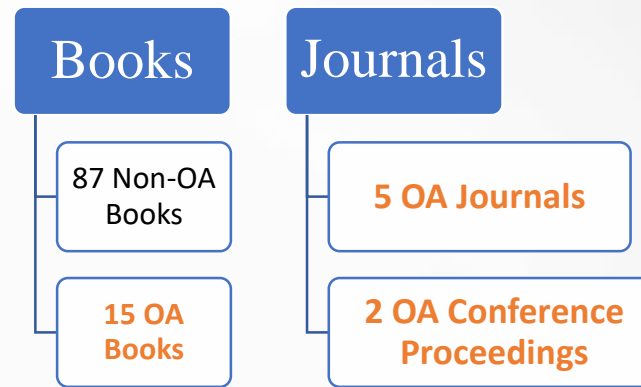 Books
87 Non-OA
Books
15 OA
Books
Journals
5 OA Journals
2 OA Conference
Proceedings